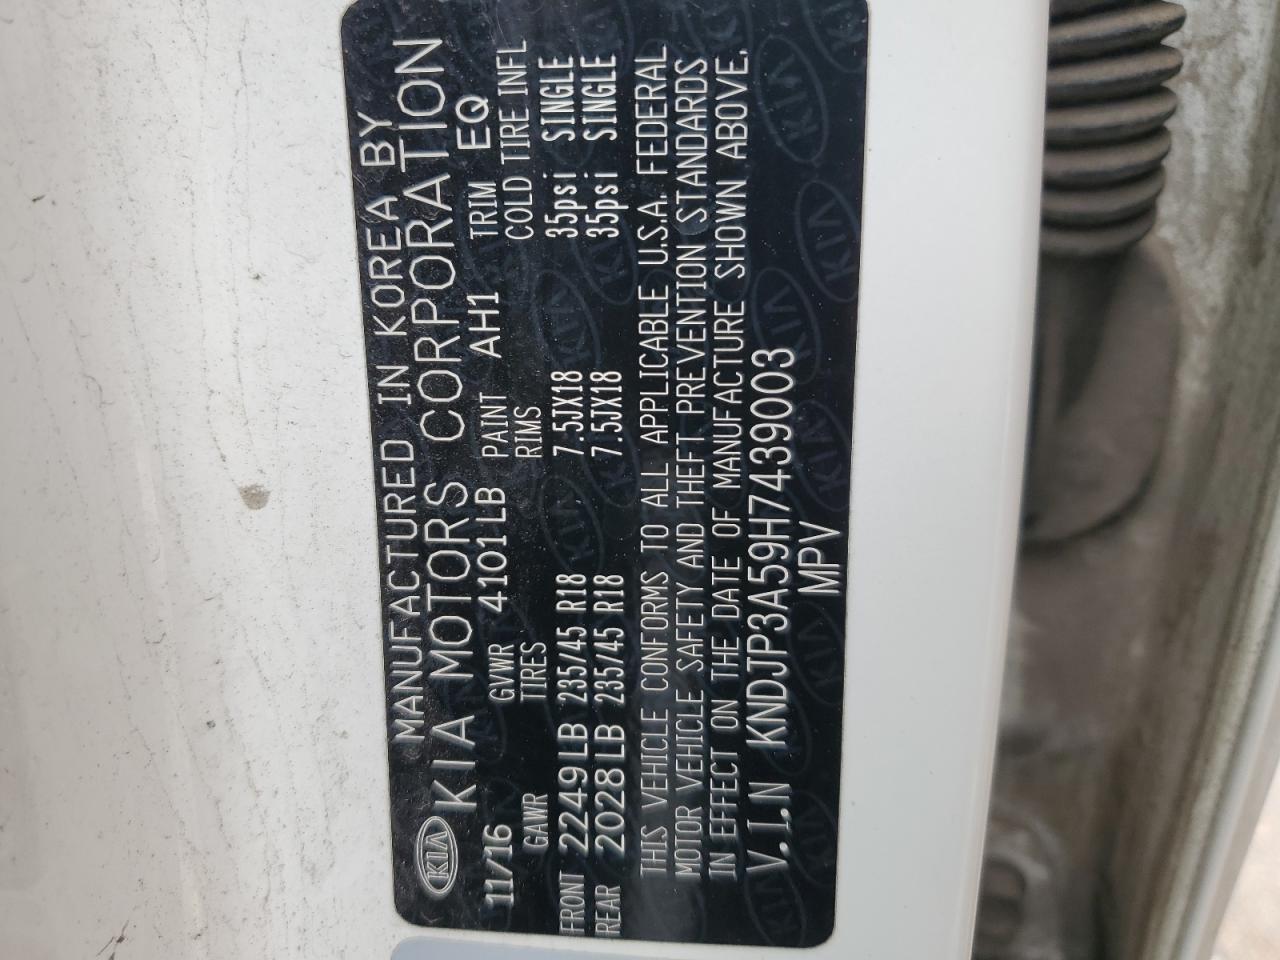 MANUFACTURED IN KOREA BY
KIA KIA MOTORS CORPORATION
11/16 GVWR 4101LB PAINT AH1 TRIM EQ
GAWR TIRES RIMS COLD TIRE INFL
FRONT 2249LB 235/45 R18 7.5JX18 35psi SINGLE
REAR 2028LB 235/45 R18 7.5JX18 35psi SINGLE
THIS VEHICLE CONFORMS TO ALL APPLICABLE U.S.A. FEDERAL
MOTOR VEHICLE SAFETY AND THEFT PREVENTION STANDARDS
IN EFFECT ON THE DATE OF MANUFACTURE SHOWN ABOVE.
V.I.N KNDJP3A59H7439003
MPV